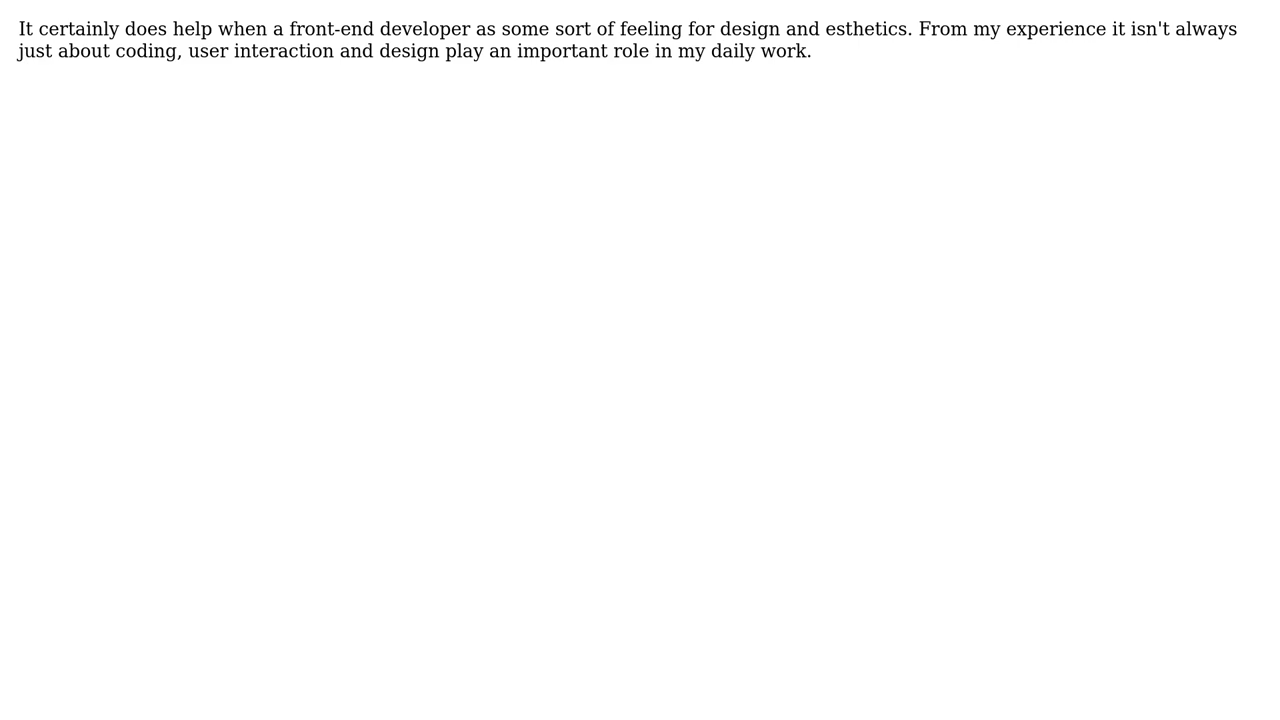 It certainly does help when a front-end developer as some sort of feeling for design and esthetics. From my experience it isn't always
just about coding, user interaction and design play an important role in my daily work.